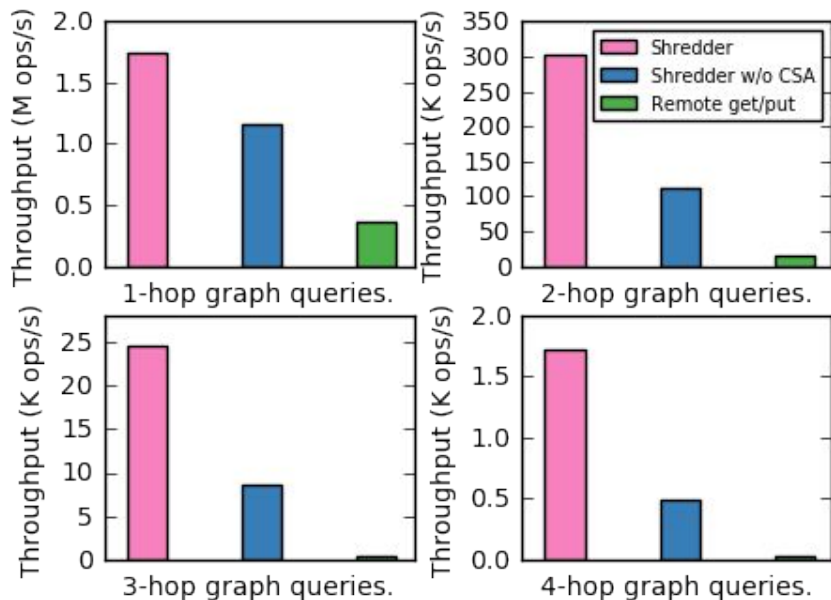 Throughput (M ops/s)
2.0
1.5
1.0
0.5
0.0
1-hop graph queries.
Throughput (K ops/s)
350
300
250
200
150
100
50
0
Shredder
Shredder w/o CSA
Remote get/put
2-hop graph queries.
Throughput (K ops/s)
25
20
15
10
5
0
3-hop graph queries.
Throughput (K ops/s)
2.0
1.5
1.0
0.5
0.0
4-hop graph queries.